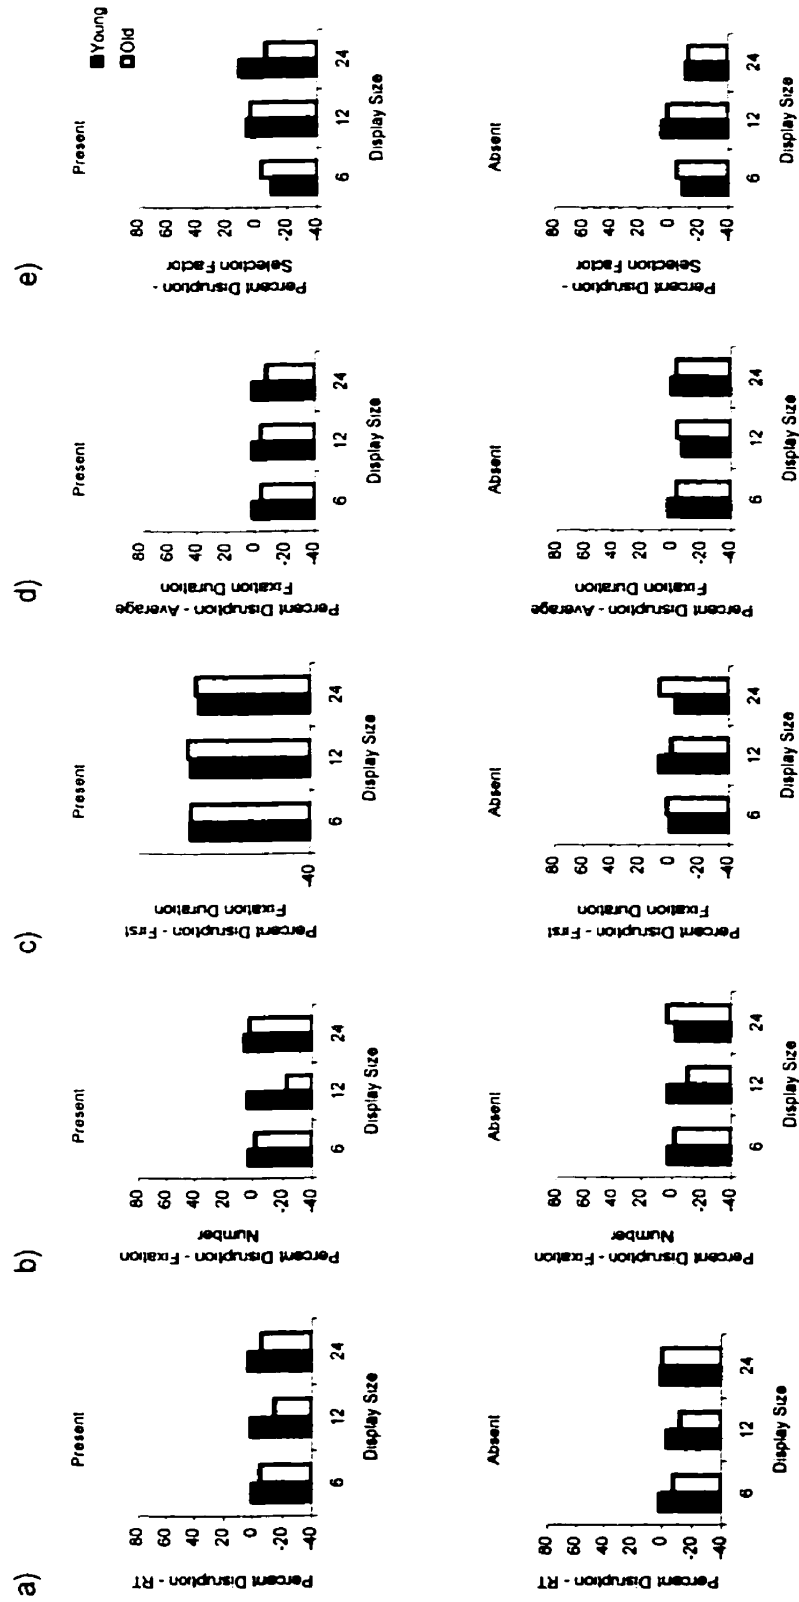 a)
Present
Percent Disruption - RT
80
60
40
20
0
-20
-40
6 12 24
Display Size
Absent
Percent Disruption - RT
80
60
40
20
0
-20
-40
6 12 24
Display Size
b)
Present
Percent Disruption - Fixation
Number
80
60
40
20
0
-20
-40
6 12 24
Display Size
Absent
Percent Disruption - Fixation
Number
80
60
40
20
0
-20
-40
6 12 24
Display Size
c)
Present
Percent Disruption - First
Fixation Duration
-40
6 12 24
Display Size
Absent
Percent Disruption - First
Fixation Duration
80
60
40
20
0
-20
-40
6 12 24
Display Size
d)
Present
Percent Disruption - Average
Fixation Duration
80
60
40
20
0
-20
-40
6 12 24
Display Size
Absent
Percent Disruption - Average
Fixation Duration
80
60
40
20
0
-20
-40
6 12 24
Display Size
e)
Present
Young
Old
Percent Disruption -
Selection Factor
80
60
40
20
0
-20
-40
6 12 24
Display Size
Absent
Percent Disruption -
Selection Factor
80
60
40
20
0
-20
-40
6 12 24
Display Size